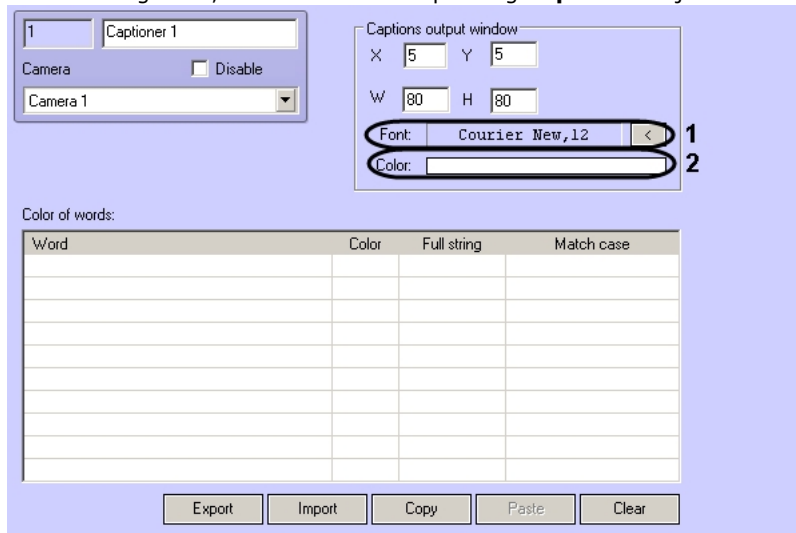 1 Captioner 1
Camera Disable
Camera 1
Captions output window
X 5 Y 5
W 80 H 80
Font: Courier New,12 < 1
Color: 2
Color of words:
Word Color Full string Match case
Export Import Copy Paste Clear